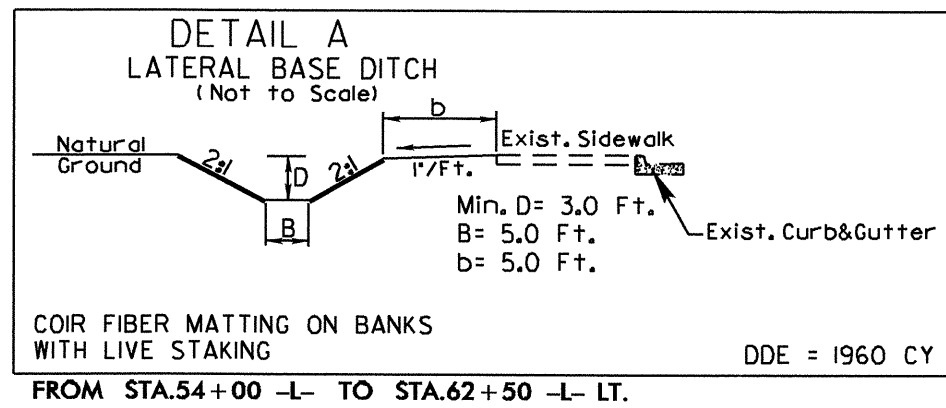 DETAIL A
LATERAL BASE DITCH
(Not to Scale)
b
Natural
Ground
2:1
D
2:1
1"/Ft.
Exist. Sidewalk
B
Min. D= 3.0 Ft.
B= 5.0 Ft.
b= 5.0 Ft.
Exist. Curb&Gutter
COIR FIBER MATTING ON BANKS
WITH LIVE STAKING
DDE = 1960 CY
FROM STA.54+00 -L- TO STA.62+50 -L- LT.